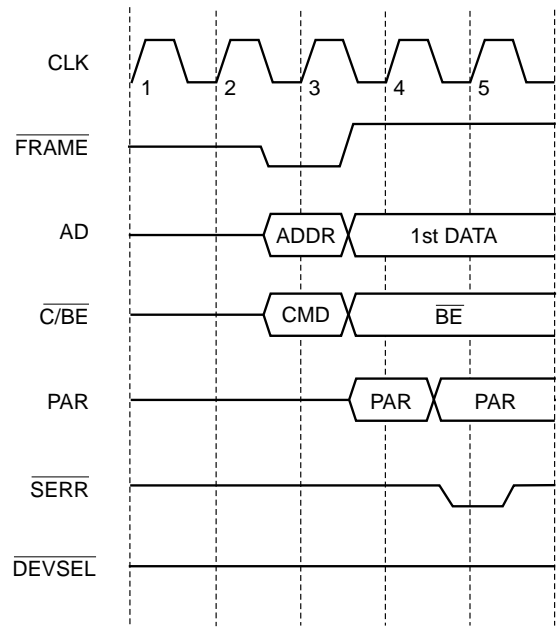 CLK
1 2 3 4 5
FRAME
AD ADDR 1st DATA
C/BE CMD BE
PAR PAR PAR
SERR
DEVSEL